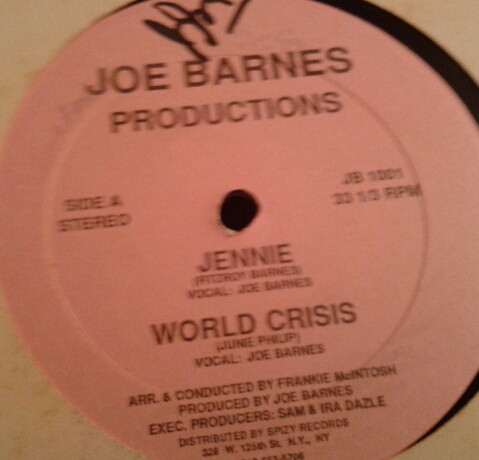 JOE BARNES
PRODUCTIONS
SIDE A
STEREO
JB 1001
33 1/3 RPM
JENNIE
(FITZROY BARNES)
VOCAL: JOE BARNES
WORLD CRISIS
(JUNIE PHILIP)
VOCAL: JOE BARNES
ARR. & CONDUCTED BY FRANKIE McINTOSH
PRODUCED BY JOE BARNES
EXEC. PRODUCERS: SAM & IRA DAZLE
DISTRIBUTED BY SPIZY RECORDS
W. 125th St. N.Y., NY